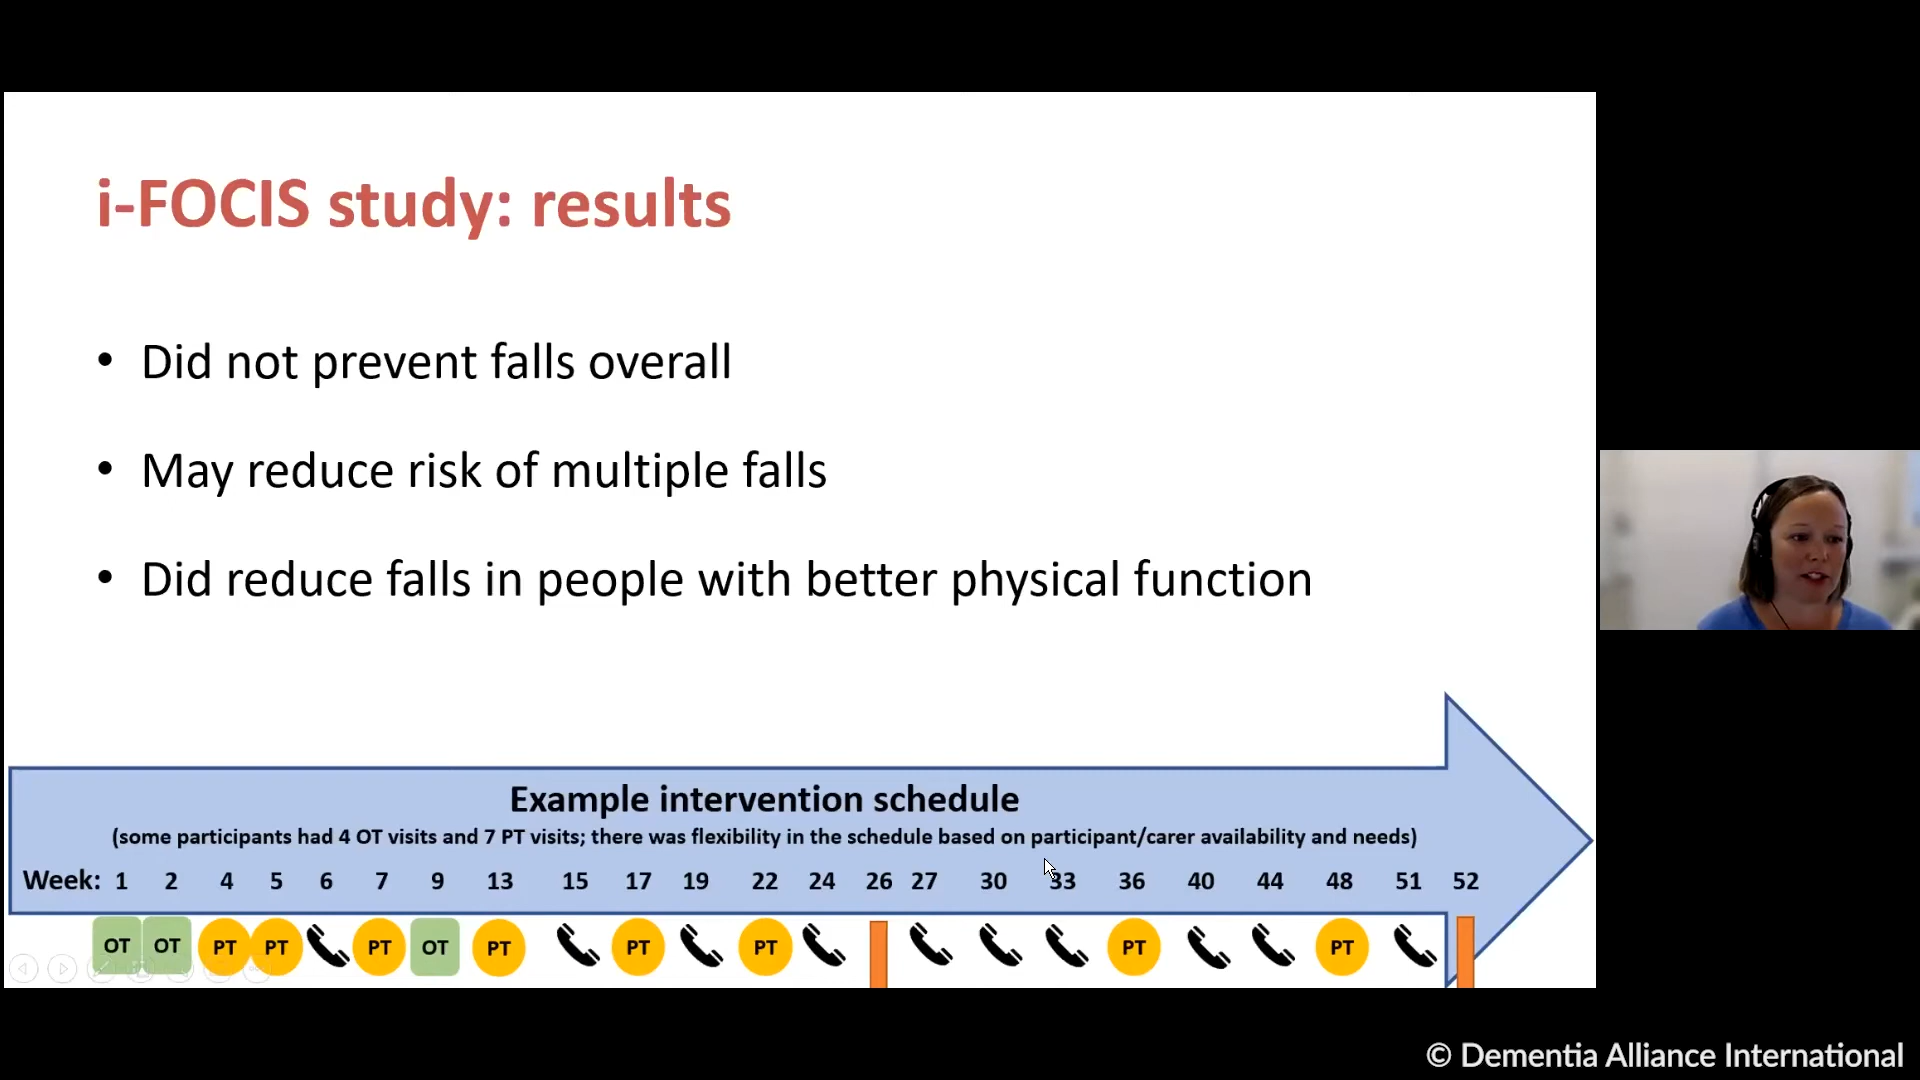 i-FOCIS study: results
• Did not prevent falls overall
• May reduce risk of multiple falls
• Did reduce falls in people with better physical function
Example intervention schedule
(some participants had 4 OT visits and 7 PT visits; there was flexibility in the schedule based on participant/carer availability and needs)
Week: 1 2 4 5 6 7 9 13 15 17 19 22 24 26 27 30 33 36 40 44 48 51 52
OT OT PT PT PT OT PT PT PT PT PT
© Dementia Alliance International